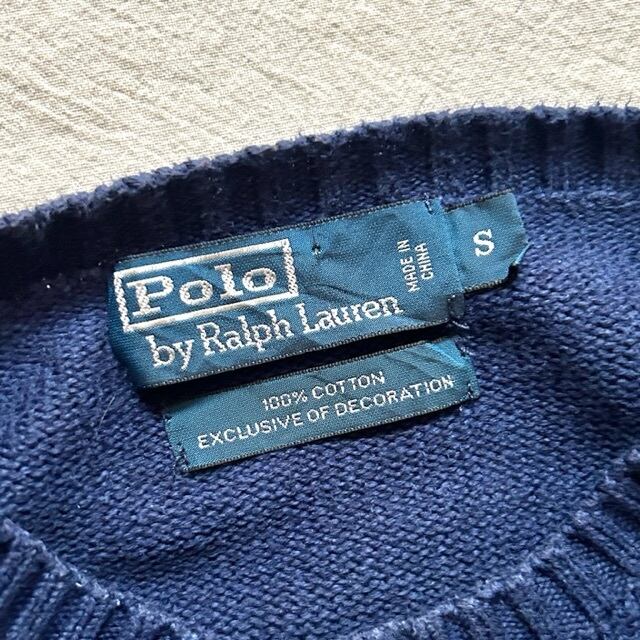 Polo
by Ralph Lauren
MADE IN
CHINA
S
100% COTTON
EXCLUSIVE OF DECORATION